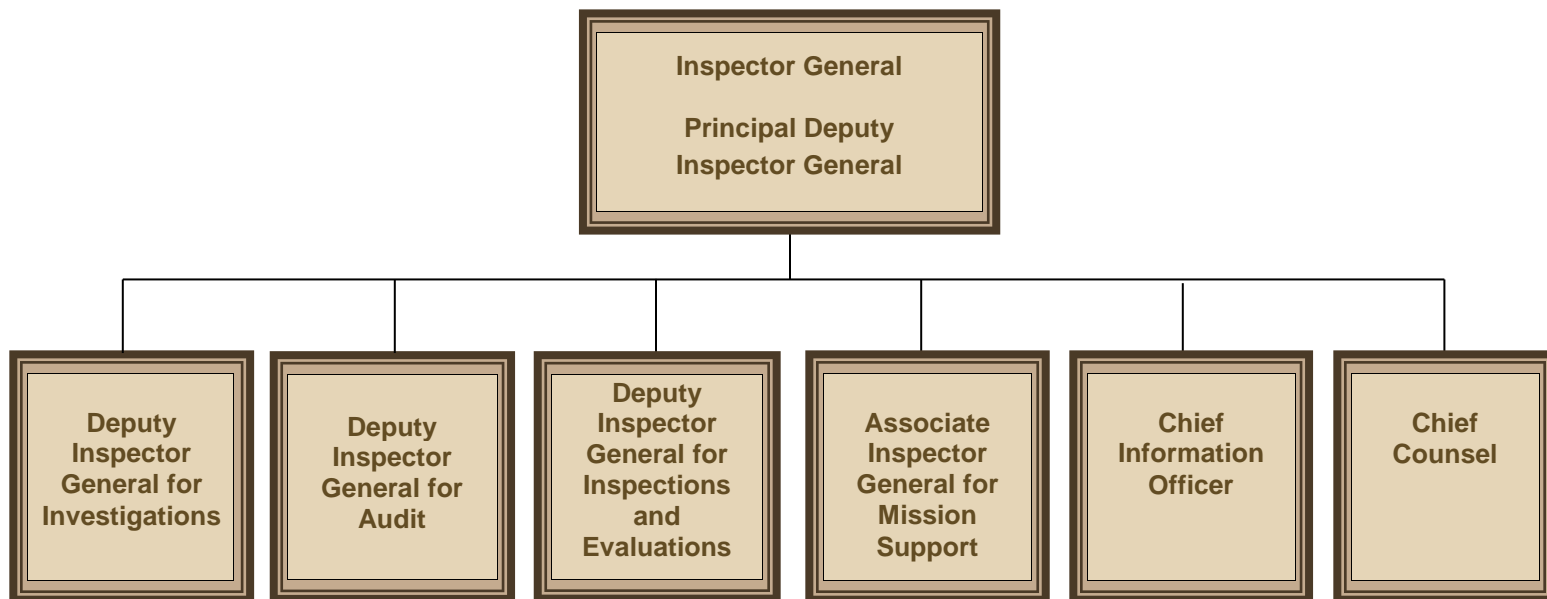 Inspector General
Principal Deputy
Inspector General
Deputy
Inspector
General for
Investigations
Deputy
Inspector
General for
Audit
Deputy
Inspector
General for
Inspections
and
Evaluations
Associate
Inspector
General for
Mission
Support
Chief
Information
Officer
Chief
Counsel